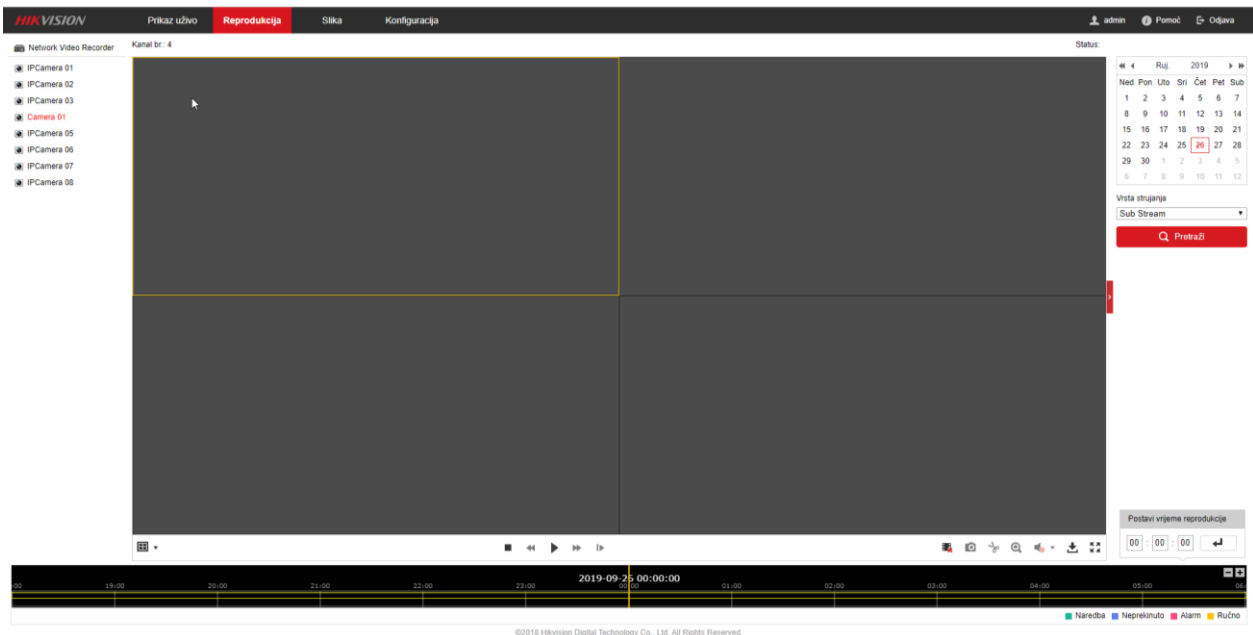 HIKVISION Prikaz uživo Reprodukcija Slika Konfiguracija admin Pomoć Odjava
Network Video Recorder
Kanal br.: 4
Status:
IPCamera 01
IPCamera 02
IPCamera 03
Camera 01
IPCamera 05
IPCamera 06
IPCamera 07
IPCamera 08
Ruj. 2019
Ned Pon Uto Sri Čet Pet Sub
1 2 3 4 5 6 7
8 9 10 11 12 13 14
15 16 17 18 19 20 21
22 23 24 25 26 27 28
29 30 1 2 3 4 5
6 7 8 9 10 11 12
Vrsta strujanja
Sub Stream
Pretraži
Postavi vrijeme reprodukcije
00 : 00 : 00
2019-09-26 00:00:00
:00 19:00 20:00 21:00 22:00 23:00 00:00 01:00 02:00 03:00 04:00 05:00 06:
Naredba Neprekinuto Alarm Ručno
©2018 Hikvision Digital Technology Co., Ltd. All Rights Reserved.